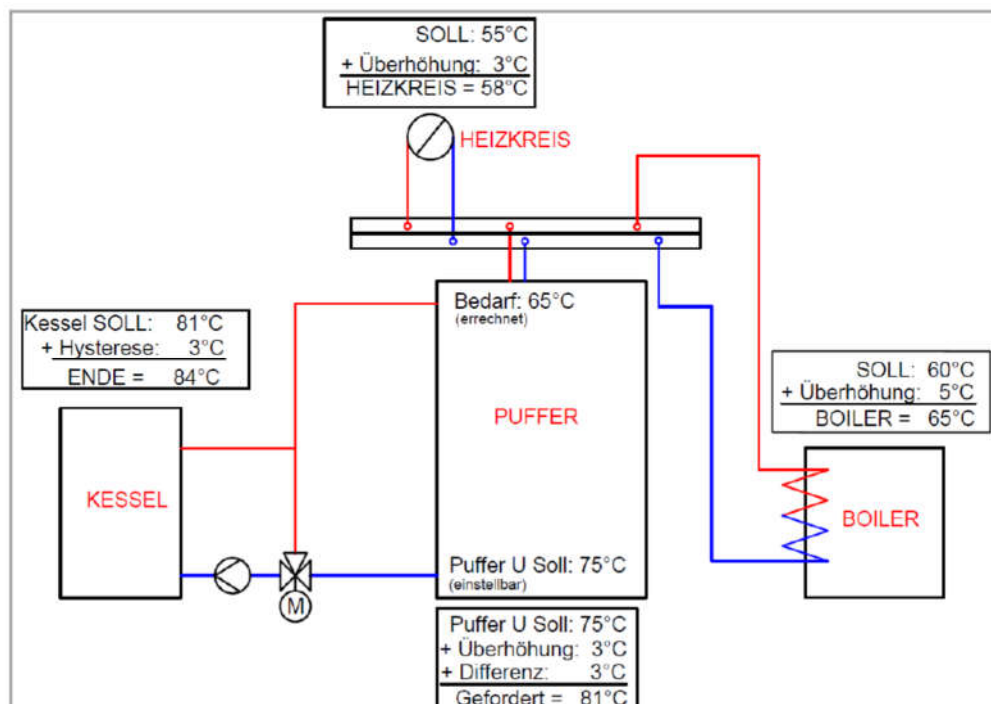 SOLL: 55°C
+ Überhöhung: 3°C
HEIZKREIS = 58°C
HEIZKREIS
Bedarf: 65°C
(errechnet)
Kessel SOLL: 81°C
+ Hysterese: 3°C
ENDE = 84°C
SOLL: 60°C
+ Überhöhung: 5°C
BOILER = 65°C
PUFFER
KESSEL
BOILER
Puffer U Soll: 75°C
(einstellbar)
M
Puffer U Soll: 75°C
+ Überhöhung: 3°C
+ Differenz: 3°C
Gefordert = 81°C